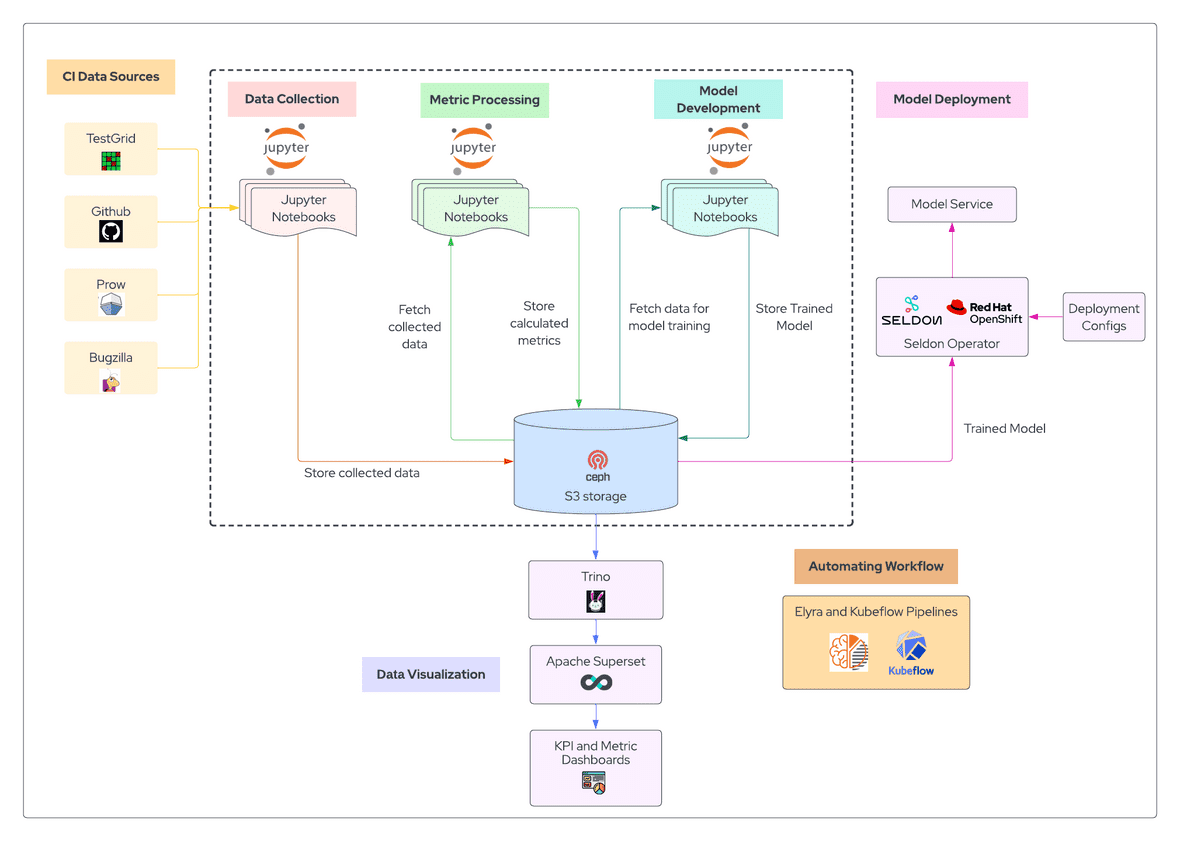 CI Data Sources
TestGrid
Github
Prow
Bugzilla
Data Collection
jupyter
Jupyter
Notebooks
Metric Processing
jupyter
Jupyter
Notebooks
Model
Development
jupyter
Jupyter
Notebooks
Fetch
collected
data
Store
calculated
metrics
Fetch data for
model training
Store Trained
Model
Store collected data
ceph
S3 storage
Model Deployment
Model Service
SELDON
Red Hat
OpenShift
Seldon Operator
Deployment
Configs
Trained Model
Trino
Data Visualization
Apache Superset
KPI and Metric
Dashboards
Automating Workflow
Elyra and Kubeflow Pipelines
Kubeflow